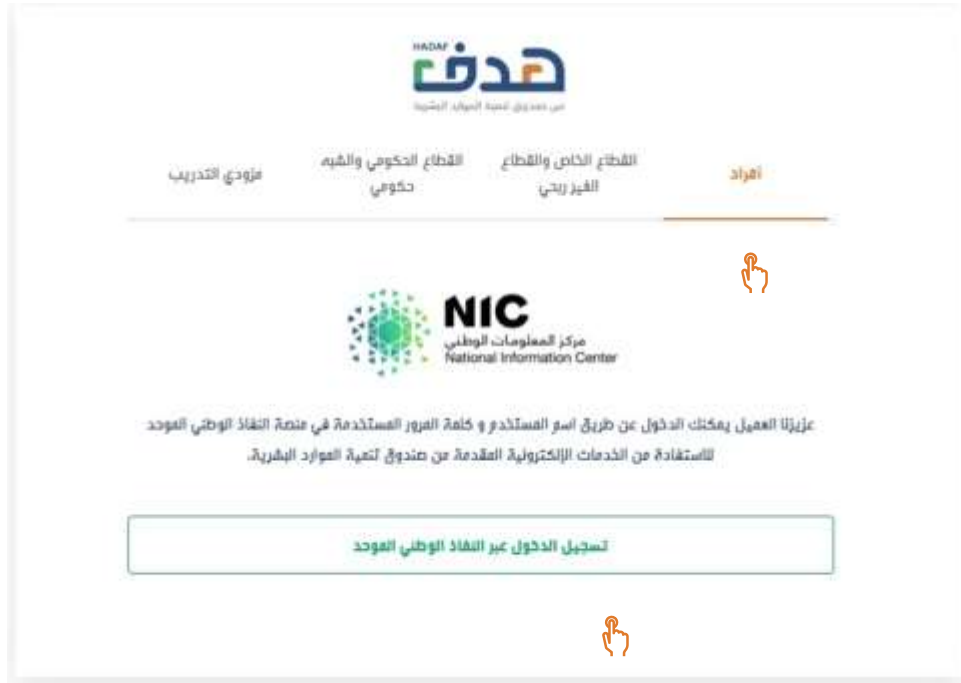 HADAF
هدف
من صندوق تنمية الموارد البشرية
أفراد
القطاع الخاص والقطاع
الغير ربحي
القطاع الحكومي والشبه
حكومي
مزودي التدريب
NIC
مركز المعلومات الوطني
National Information Center
عزيزنا العميل يمكنك الدخول عن طريق اسم المستخدم و كلمة المرور المستخدمة في منصة النفاذ الوطني الموحد
للاستفادة من الخدمات الإلكترونية المقدمة من صندوق تنمية الموارد البشرية.
تسجيل الدخول عبر النفاذ الوطني الموحد